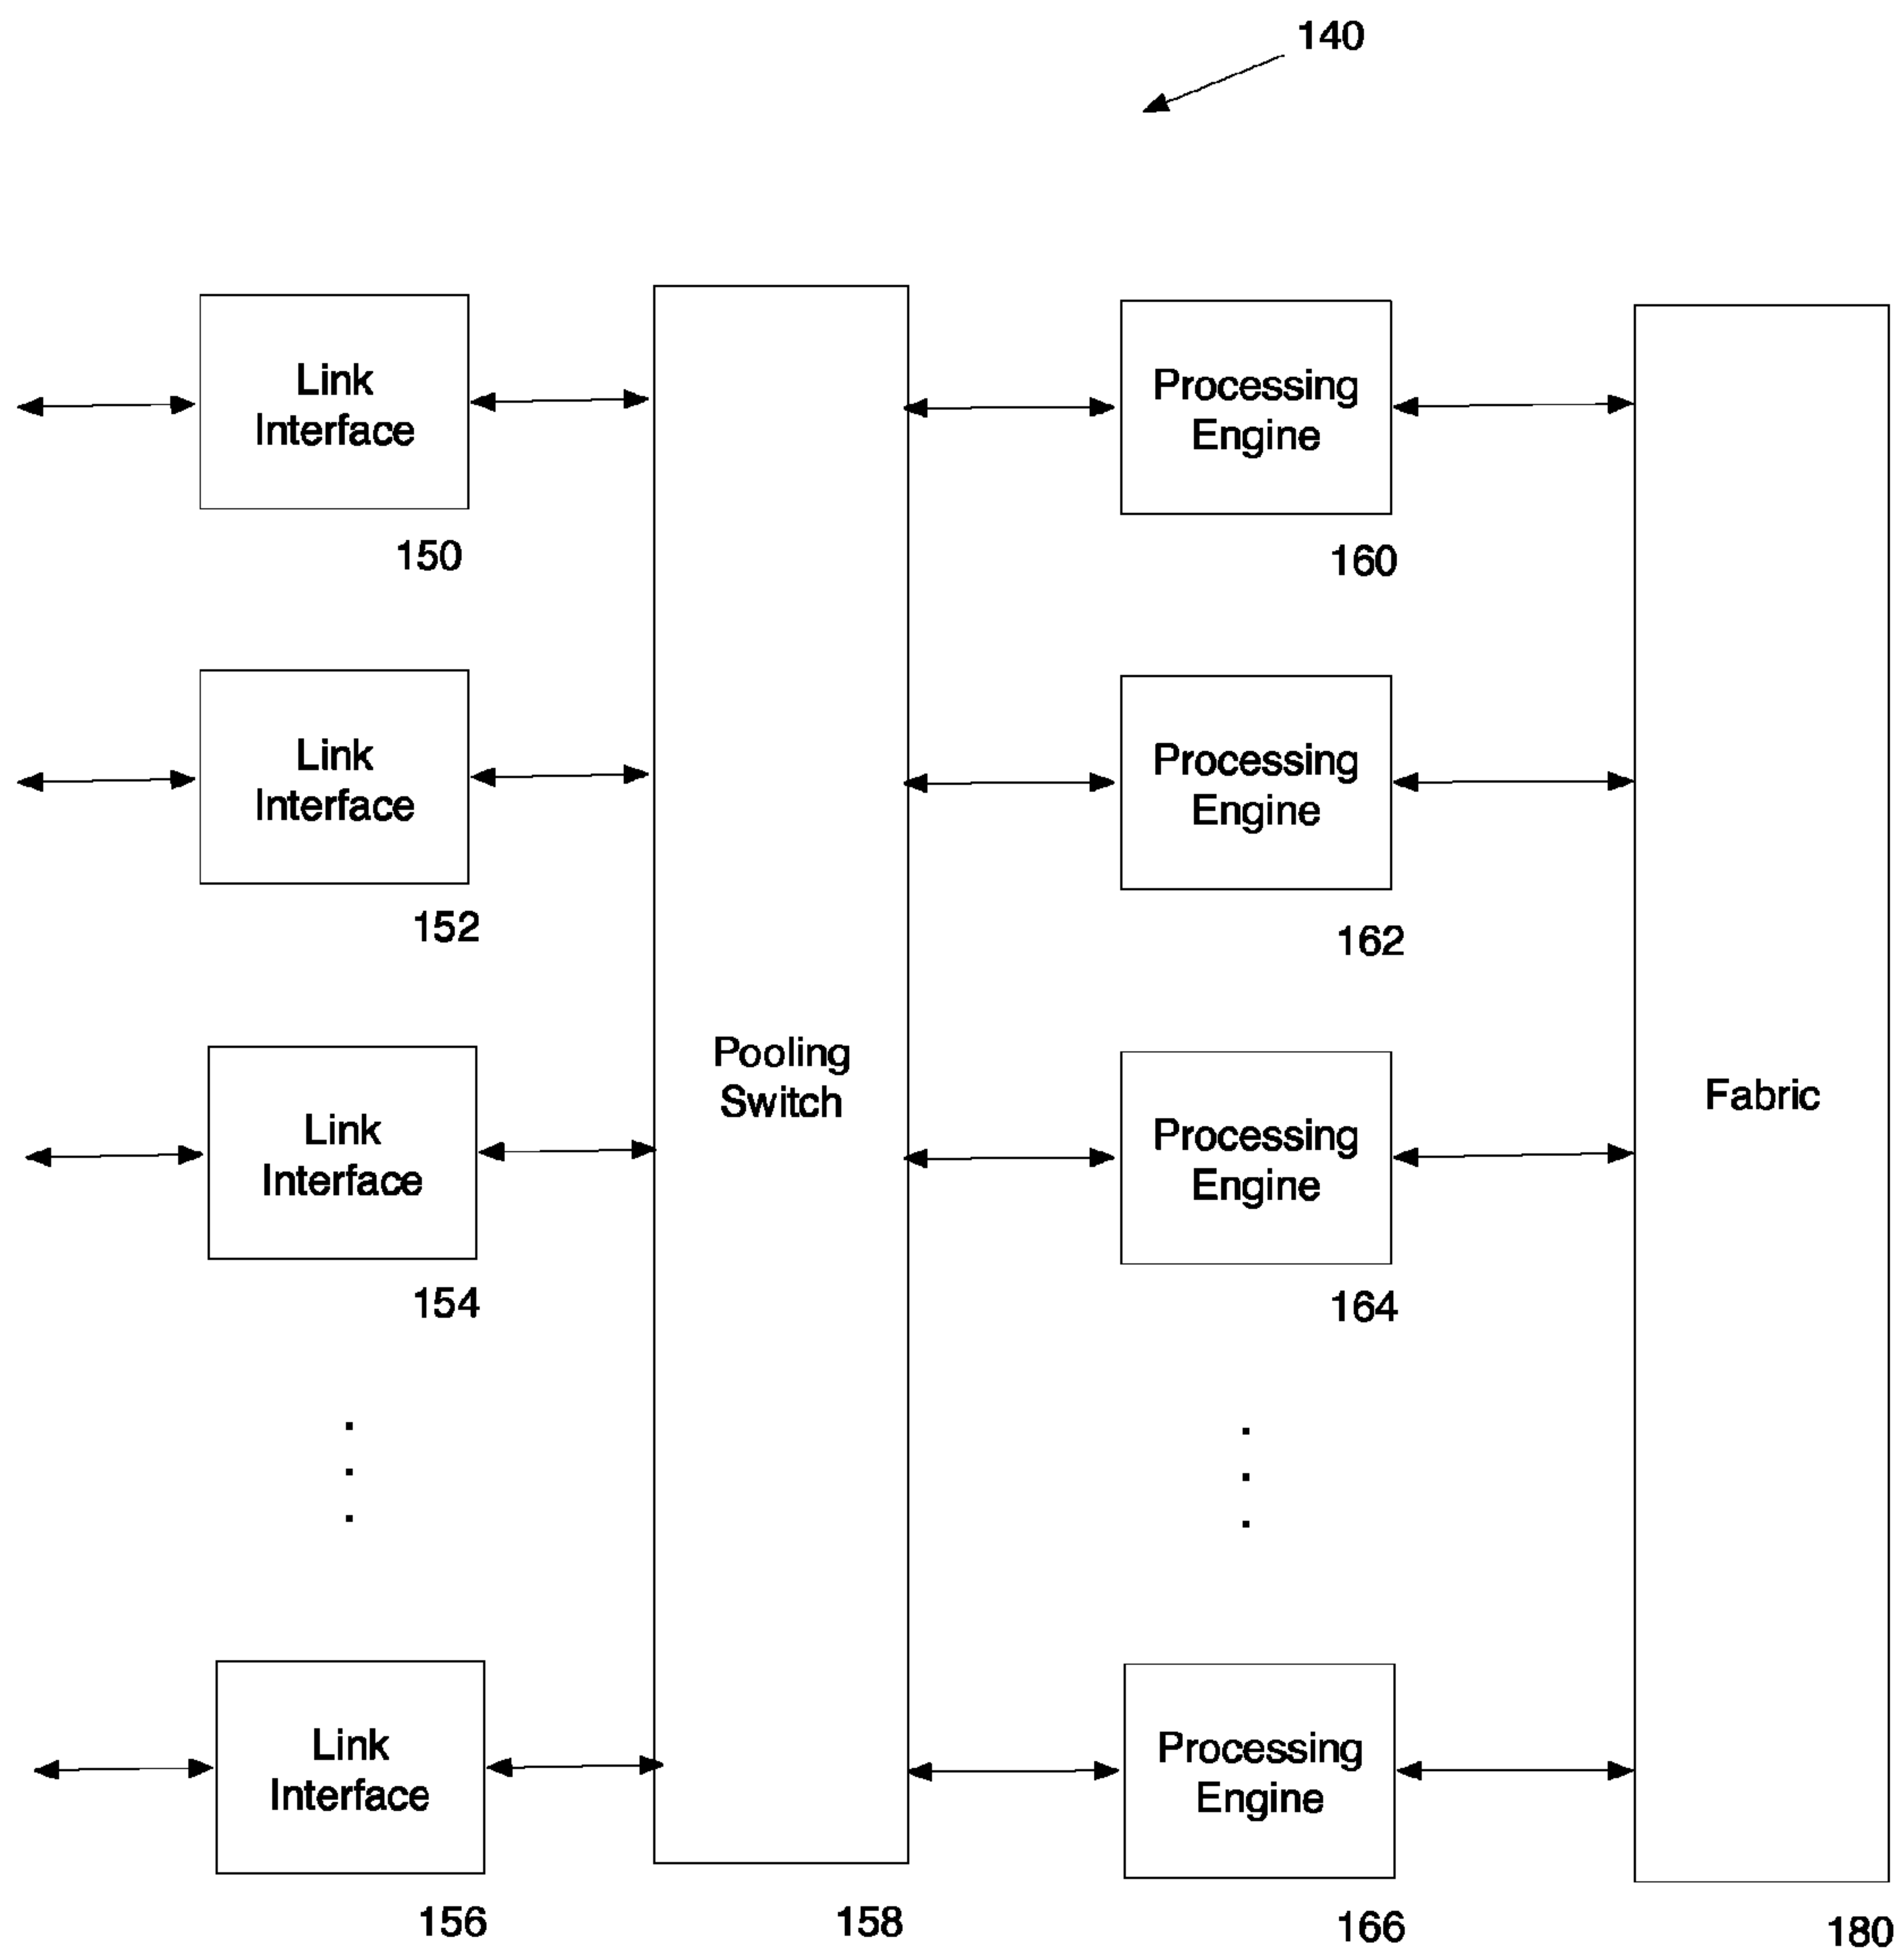 140
Link
Interface
150
Processing
Engine
160
Link
Interface
152
Processing
Engine
162
Pooling
Switch
Fabric
Link
Interface
154
Processing
Engine
164
Link
Interface
156
158
Processing
Engine
166
180